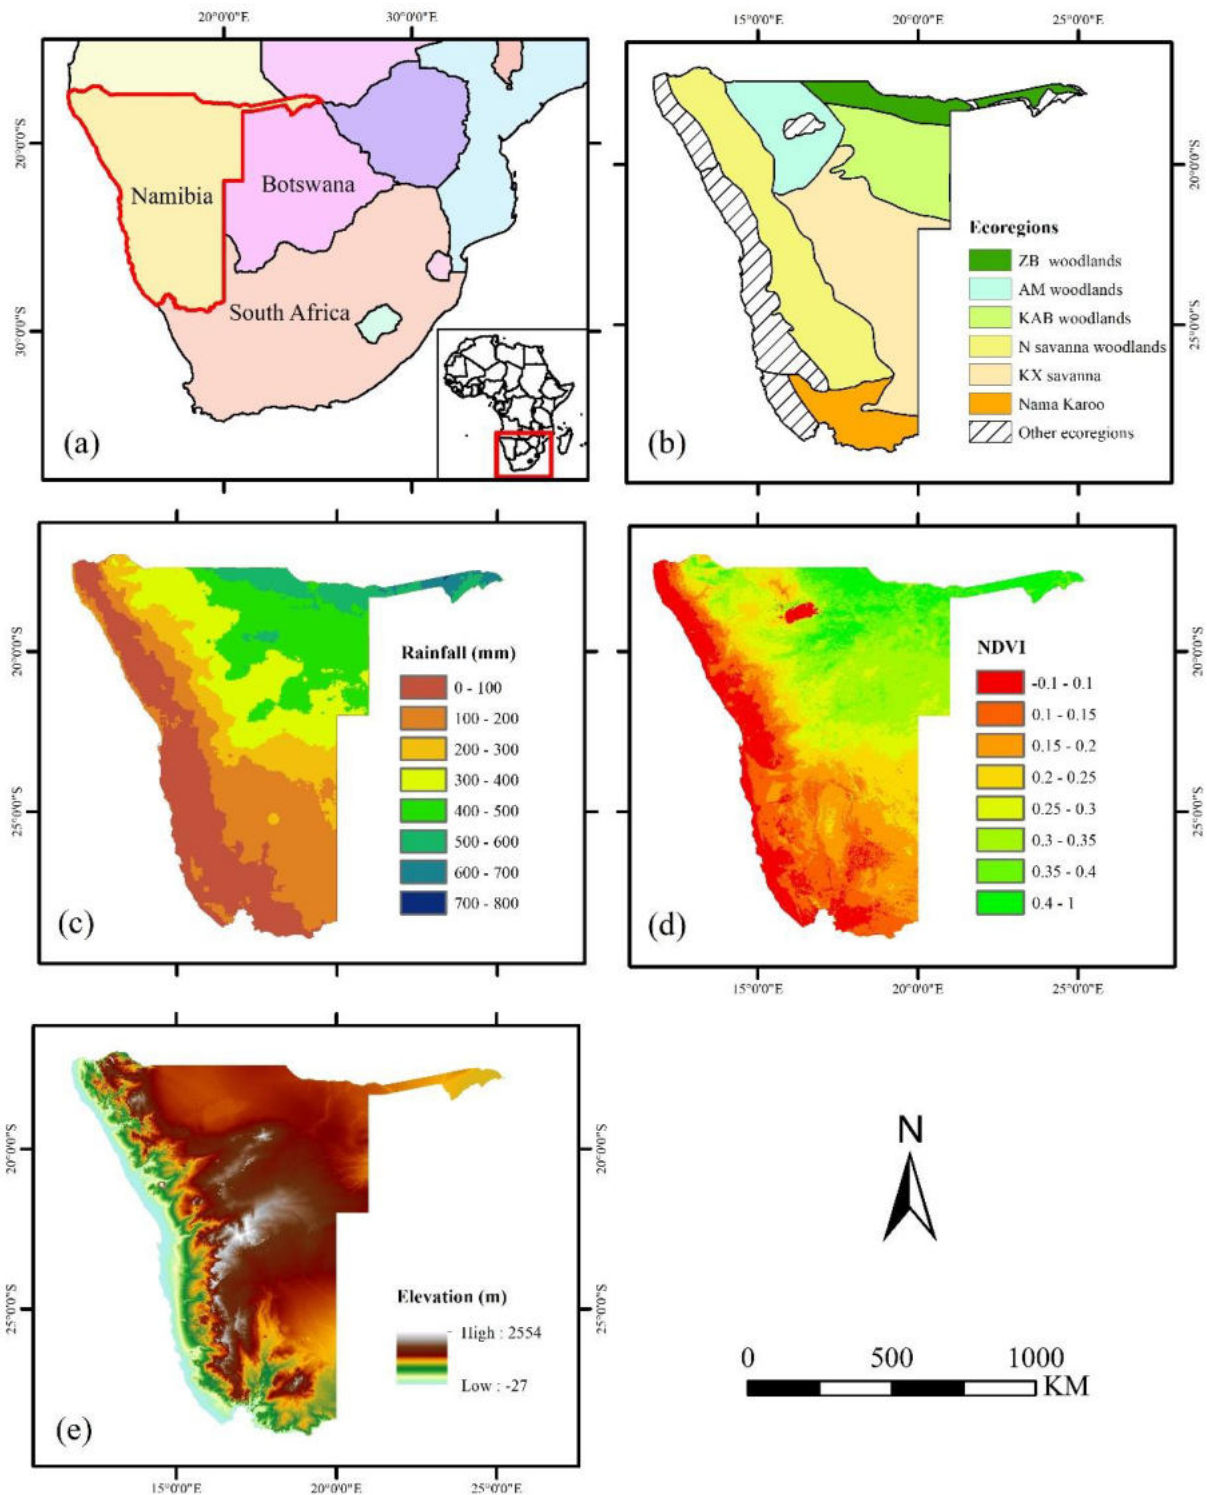 20°0'0"E
30°0'0"E
15°0'0"E
20°0'0"E
25°0'0"E
20°0'0"S
30°0'0"S
Namibia
Botswana
South Africa
(a)
20°0'0"S
25°0'0"S
Ecoregions
ZB woodlands
AM woodlands
KAB woodlands
N savanna woodlands
KX savanna
Nama Karoo
Other ecoregions
(b)
20°0'0"S
25°0'0"S
Rainfall (mm)
0 - 100
100 - 200
200 - 300
300 - 400
400 - 500
500 - 600
600 - 700
700 - 800
(c)
20°0'0"S
25°0'0"S
NDVI
-0.1 - 0.1
0.1 - 0.15
0.15 - 0.2
0.2 - 0.25
0.25 - 0.3
0.3 - 0.35
0.35 - 0.4
0.4 - 1
(d)
15°0'0"E
20°0'0"E
25°0'0"E
20°0'0"S
25°0'0"S
Elevation (m)
High : 2554
Low : -27
(e)
15°0'0"E
20°0'0"E
25°0'0"E
N
0
500
1000
KM